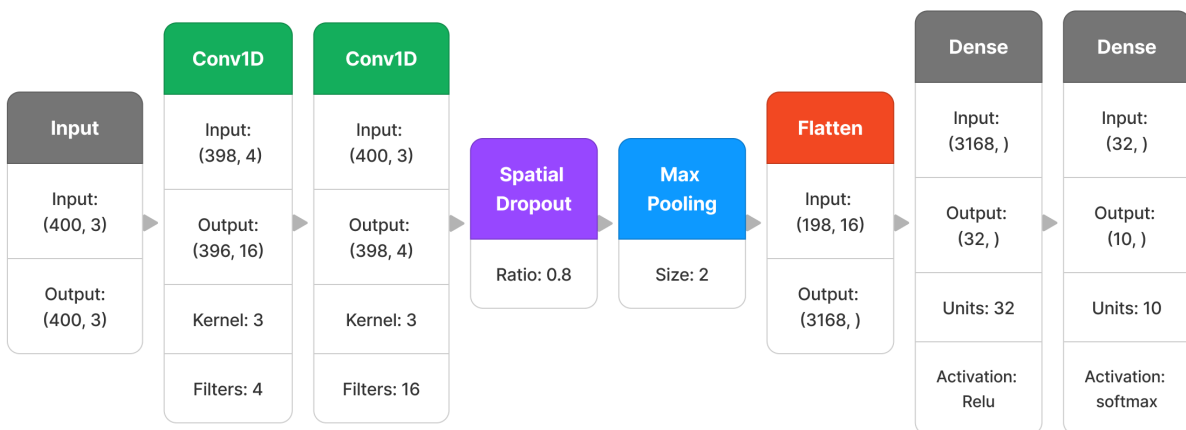 Input
Input:
(400, 3)
Output:
(400, 3)
Conv1D
Input:
(398, 4)
Output:
(396, 16)
Kernel: 3
Filters: 4
Conv1D
Input:
(400, 3)
Output:
(398, 4)
Kernel: 3
Filters: 16
Spatial
Dropout
Ratio: 0.8
Max
Pooling
Size: 2
Flatten
Input:
(198, 16)
Output:
(3168, )
Dense
Input:
(3168, )
Output:
(32, )
Units: 32
Activation:
Relu
Dense
Input:
(32, )
Output:
(10, )
Units: 10
Activation:
softmax